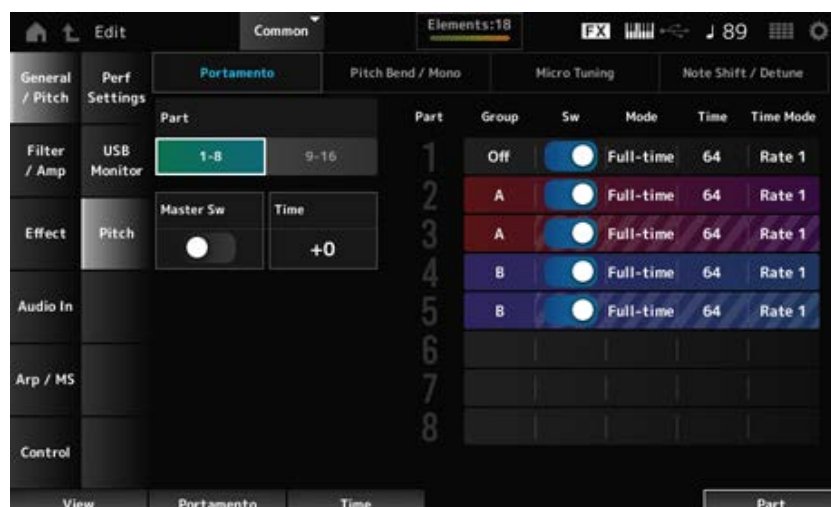 Edit
Common
Elements:18
FX
♩ 89
General / Pitch
Perf Settings
Portamento
Pitch Bend / Mono
Micro Tuning
Note Shift / Detune
Part
1-8
9-16
Part Group Sw Mode Time Time Mode
1 Off Full-time 64 Rate 1
2 A Full-time 64 Rate 1
3 A Full-time 64 Rate 1
4 B Full-time 64 Rate 1
5 B Full-time 64 Rate 1
6
7
8
Filter / Amp
USB Monitor
Master Sw
Time
+0
Effect
Pitch
Audio In
Arp / MS
Control
View
Portamento
Time
Part